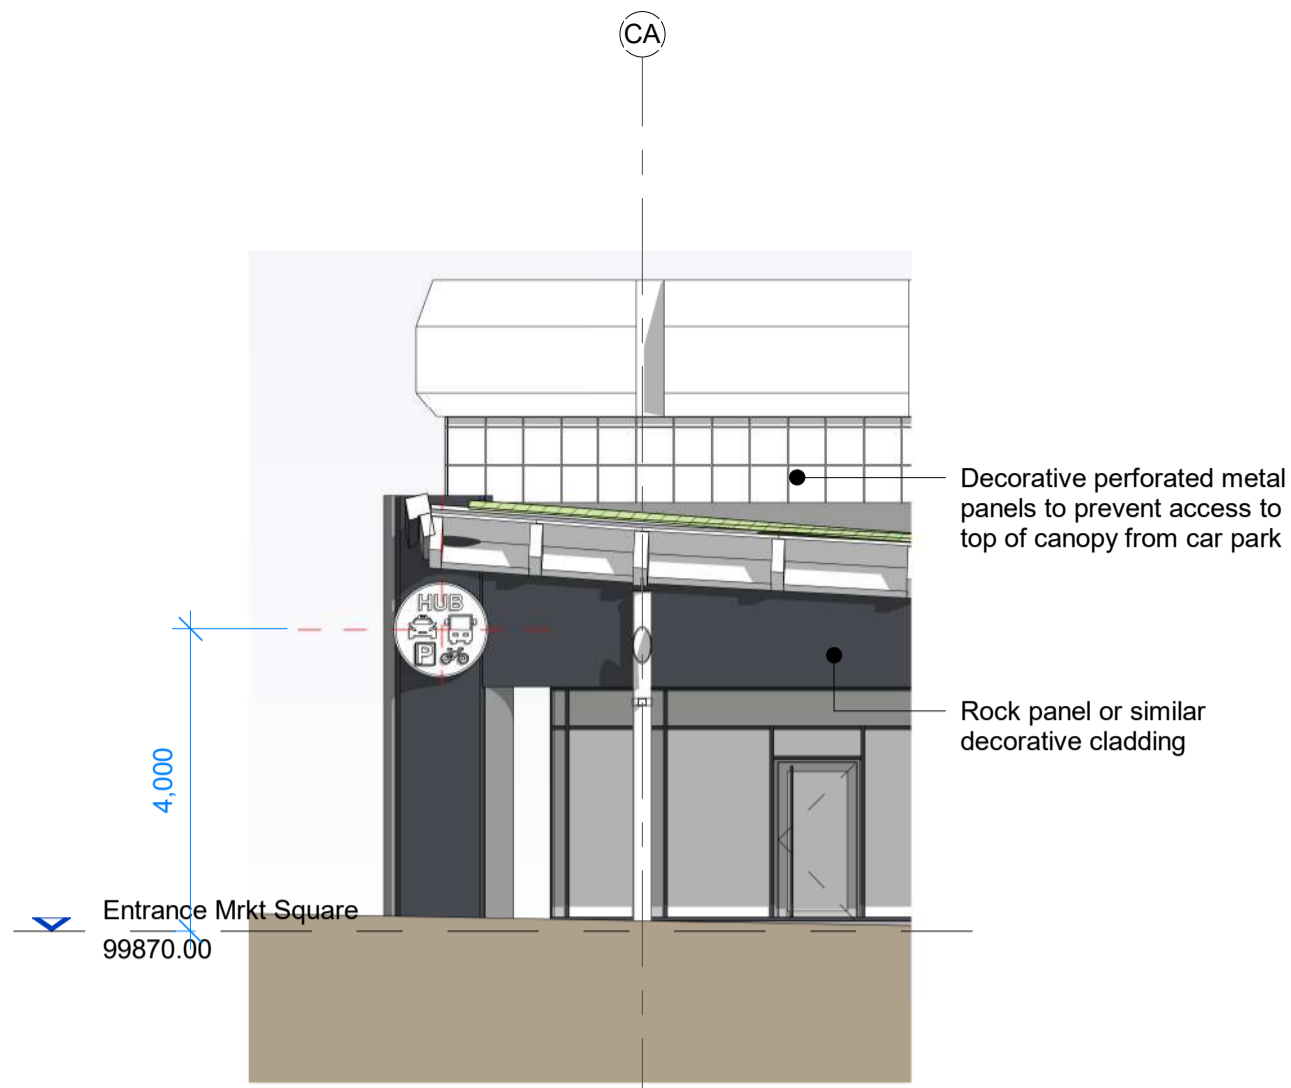 CA
Decorative perforated metal
panels to prevent access to
top of canopy from car park
HUB
P
Rock panel or similar
decorative cladding
4,000
Entrance Mrkt Square
99870.00